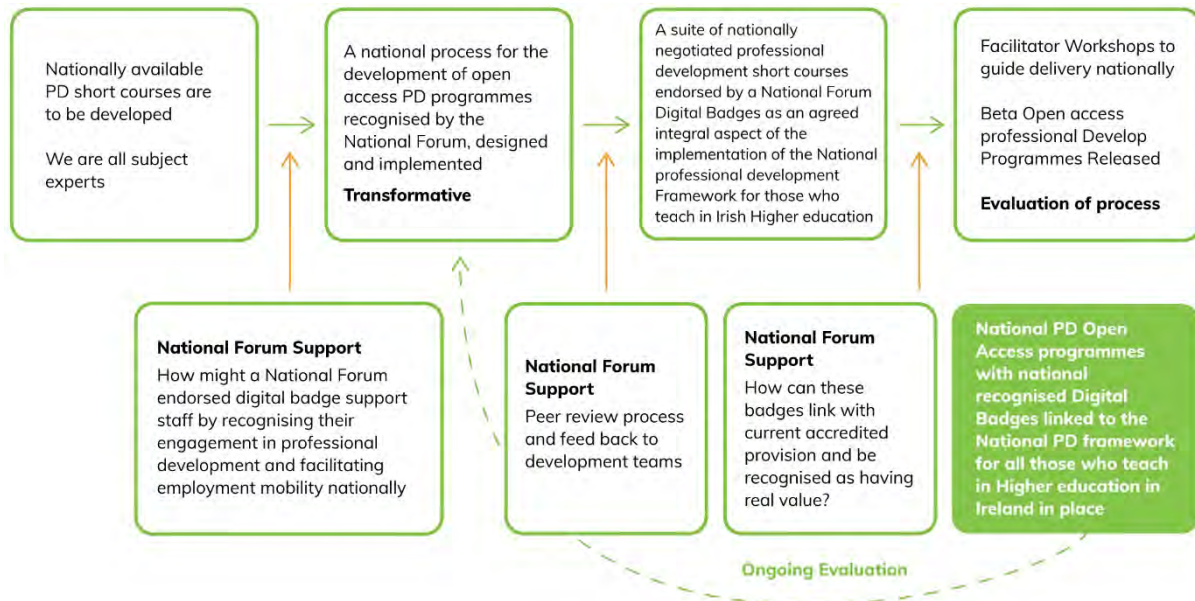 Nationally available
PD short courses are
to be developed
We are all subject
experts
A national process for the
development of open
access PD programmes
recognised by the
National Forum, designed
and implemented
Transformative
A suite of nationally
negotiated professional
development short courses
endorsed by a National Forum
Digital Badges as an agreed
integral aspect of the
implementation of the National
professional development
Framework for those who
teach in Irish Higher education
Facilitator Workshops to
guide delivery nationally
Beta Open access
professional Develop
Programmes Released
Evaluation of process
National Forum Support
How might a National Forum
endorsed digital badge support
staff by recognising their
engagement in professional
development and facilitating
employment mobility nationally
National Forum
Support
Peer review process
and feed back to
development teams
National Forum
Support
How can these
badges link with
current accredited
provision and be
recognised as having
real value?
National PD Open
Access programmes
with national
recognised Digital
Badges linked to the
National PD framework
for all those who teach
in Higher education in
Ireland in place
Ongoing Evaluation